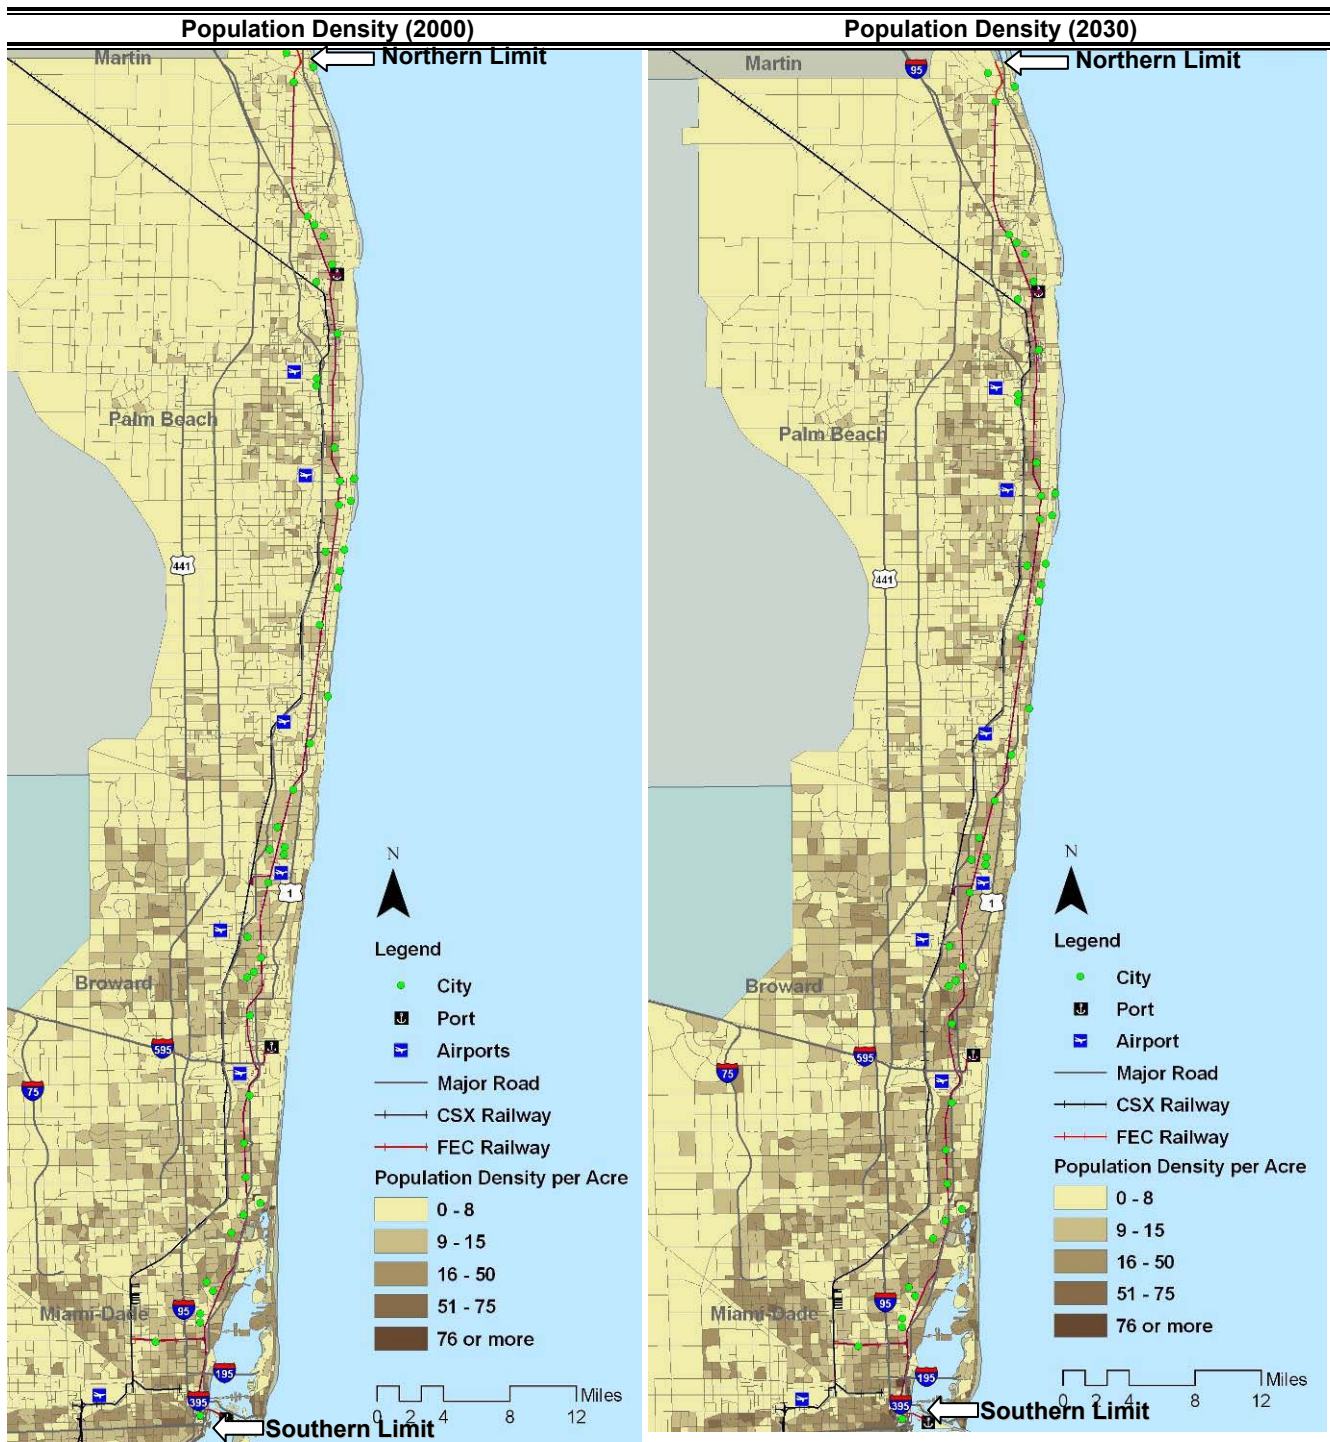 Population Density (2000)
Northern Limit
Martin
Palm Beach
441
1
Broward
595
75
Miami-Dade
95
195
395
Southern Limit
N
Legend
City
Port
Airports
Major Road
CSX Railway
FEC Railway
Population Density per Acre
0 - 8
9 - 15
16 - 50
51 - 75
76 or more
Miles
0 2 4 8 12
Population Density (2030)
Northern Limit
Martin
95
Palm Beach
441
1
Broward
595
75
Miami-Dade
95
195
395
Southern Limit
N
Legend
City
Port
Airport
Major Road
CSX Railway
FEC Railway
Population Density per Acre
0 - 8
9 - 15
16 - 50
51 - 75
76 or more
Miles
0 2 4 8 12